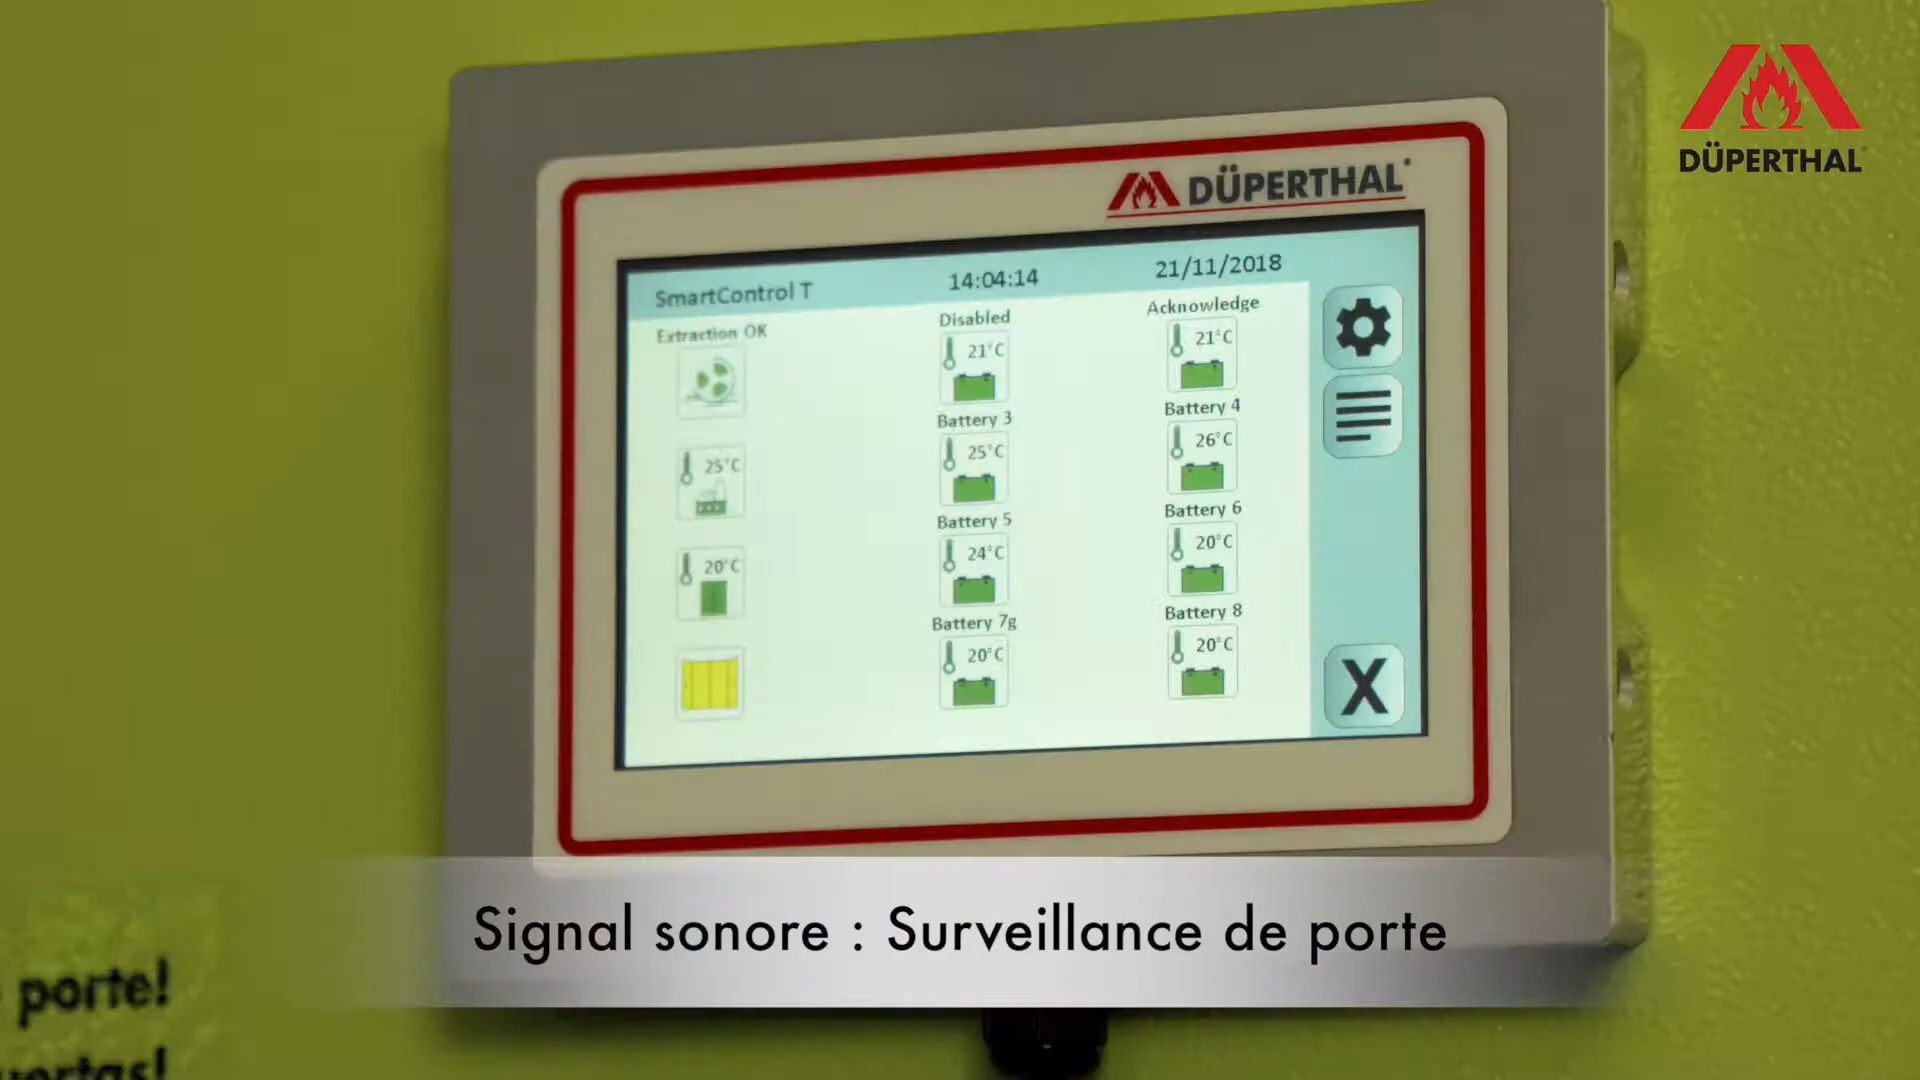 DÜPERTHAL
DÜPERTHAL
SmartControl T 14:04:14 21/11/2018
Extraction OK Disabled Acknowledge
21°C 21°C
Battery 3 Battery 4
25°C 25°C 26°C
Battery 5 Battery 6
20°C 24°C 20°C
Battery 7g Battery 8
20°C 20°C
X
Signal sonore : Surveillance de porte
porte!